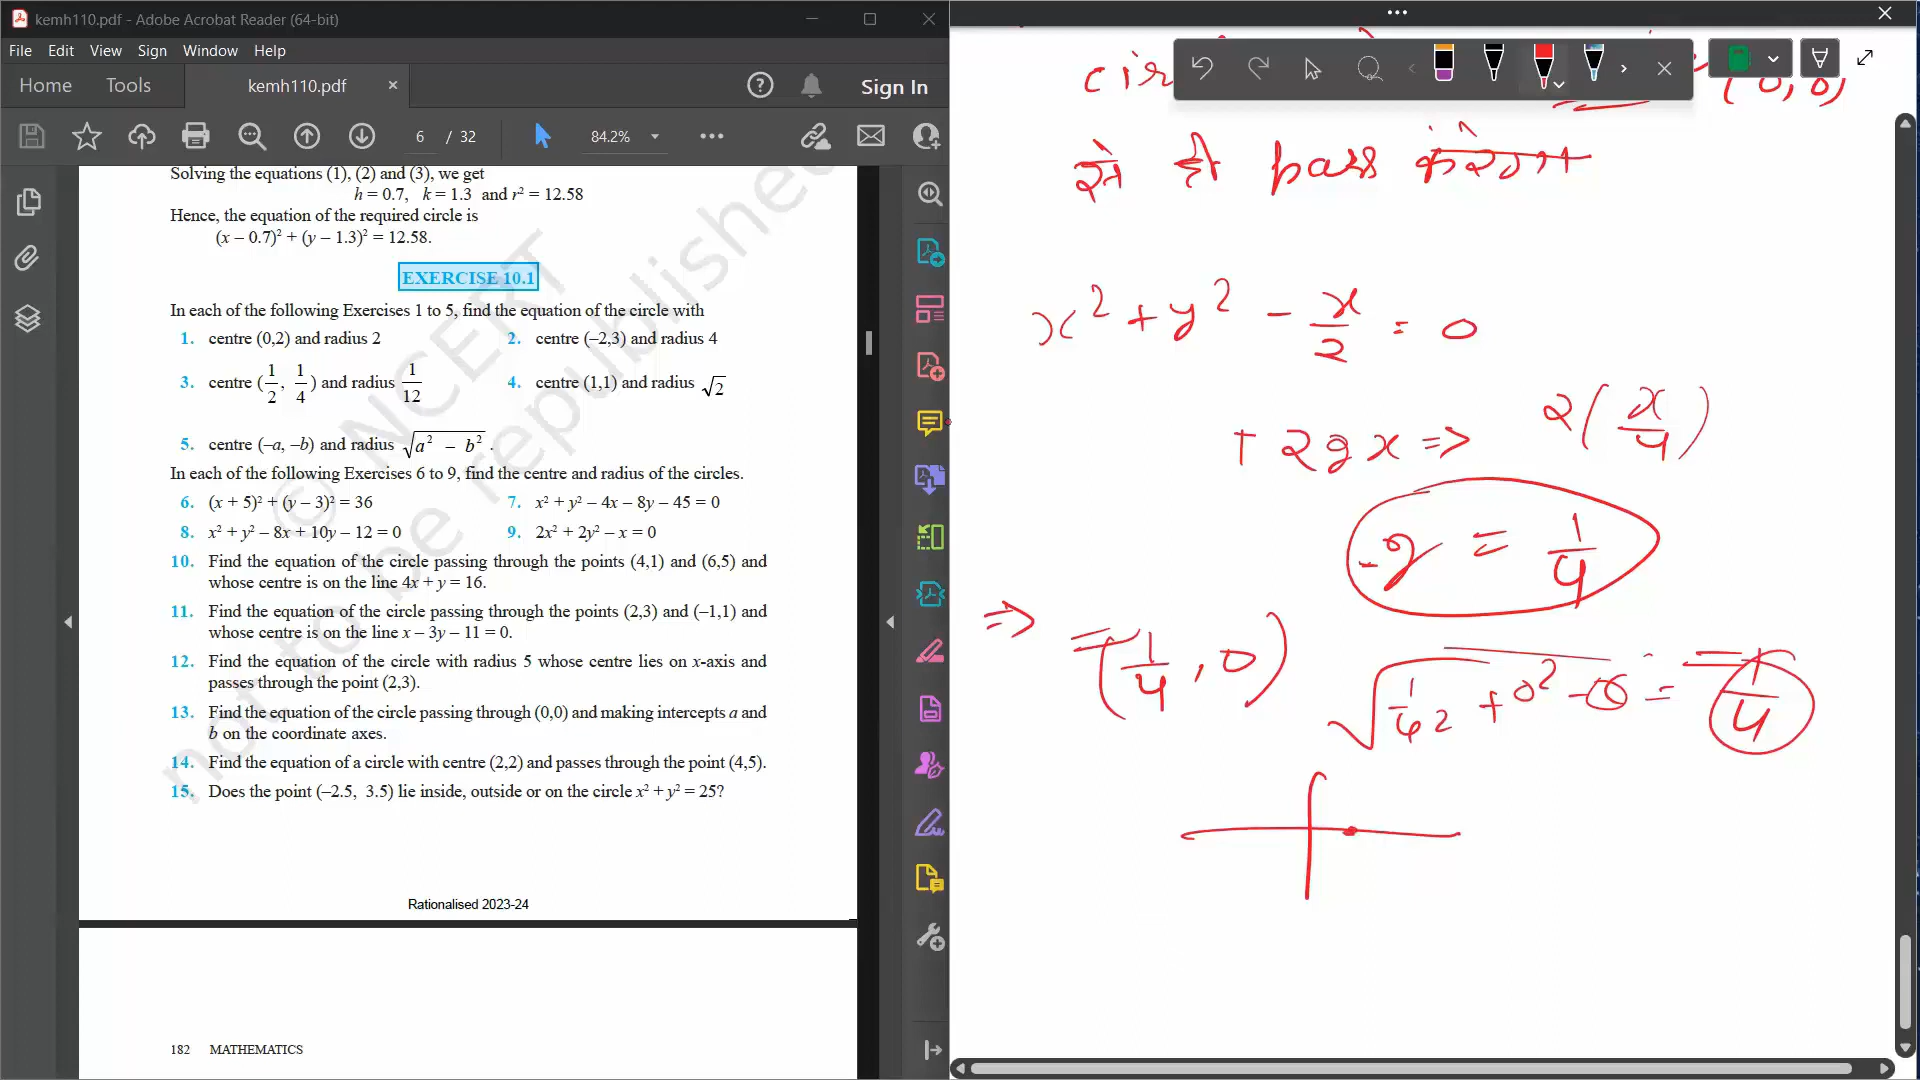 kemh110.pdf - Adobe Acrobat Reader (64-bit)
File Edit View Sign Window Help
Home Tools kemh110.pdf × Sign In
6 / 32 84.2%
Solving the equations (1), (2) and (3), we get
h = 0.7, k = 1.3 and r² = 12.58
Hence, the equation of the required circle is
(x – 0.7)² + (y – 1.3)² = 12.58.
EXERCISE 10.1
In each of the following Exercises 1 to 5, find the equation of the circle with
1. centre (0,2) and radius 2
2. centre (–2,3) and radius 4
3. centre (1/2, 1/4) and radius 1/12
4. centre (1,1) and radius √2
5. centre (–a, –b) and radius √(a² – b²).
In each of the following Exercises 6 to 9, find the centre and radius of the circles.
6. (x + 5)² + (y – 3)² = 36
7. x² + y² – 4x – 8y – 45 = 0
8. x² + y² – 8x + 10y – 12 = 0
9. 2x² + 2y² – x = 0
10. Find the equation of the circle passing through the points (4,1) and (6,5) and
whose centre is on the line 4x + y = 16.
11. Find the equation of the circle passing through the points (2,3) and (–1,1) and
whose centre is on the line x – 3y – 11 = 0.
12. Find the equation of the circle with radius 5 whose centre lies on x-axis and
passes through the point (2,3).
13. Find the equation of the circle passing through (0,0) and making intercepts a and
b on the coordinate axes.
14. Find the equation of a circle with centre (2,2) and passes through the point (4,5).
15. Does the point (–2.5, 3.5) lie inside, outside or on the circle x² + y² = 25?
© NCERT
not to be republished
Rationalised 2023-24
182 MATHEMATICS
(0,0)
से ही pass
x² + y² - x/2 = 0
+ 2gx ⇒ 2(x/4)
-g = 1/4
⇒ (1/4, 0)
= 1/4